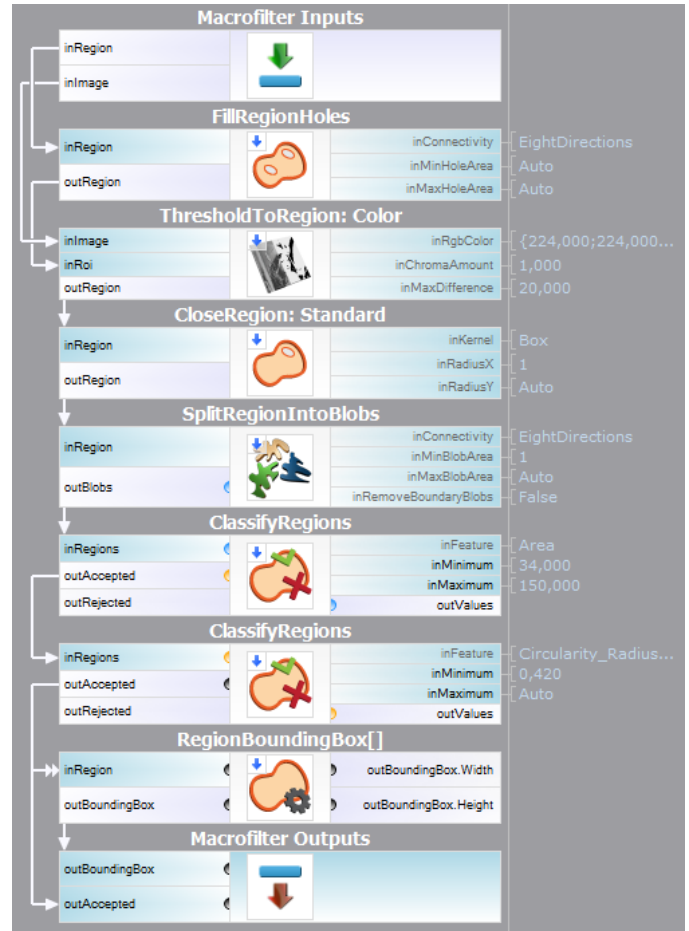 Macrofilter Inputs
inRegion
inImage
FillRegionHoles
inRegion
outRegion
inConnectivity
EightDirections
inMinHoleArea
Auto
inMaxHoleArea
Auto
ThresholdToRegion: Color
inImage
inRoi
outRegion
inRgbColor
{224,000;224,000...
inChromaAmount
1,000
inMaxDifference
20,000
CloseRegion: Standard
inRegion
outRegion
inKernel
Box
inRadiusX
1
inRadiusY
Auto
SplitRegionIntoBlobs
inRegion
outBlobs
inConnectivity
EightDirections
inMinBlobArea
1
inMaxBlobArea
Auto
inRemoveBoundaryBlobs
False
ClassifyRegions
inRegions
outAccepted
outRejected
inFeature
Area
inMinimum
34,000
inMaximum
150,000
outValues
ClassifyRegions
inRegions
outAccepted
outRejected
inFeature
Circularity_Radius...
inMinimum
0,420
inMaximum
Auto
outValues
RegionBoundingBox[]
inRegion
outBoundingBox
outBoundingBox.Width
outBoundingBox.Height
Macrofilter Outputs
outBoundingBox
outAccepted